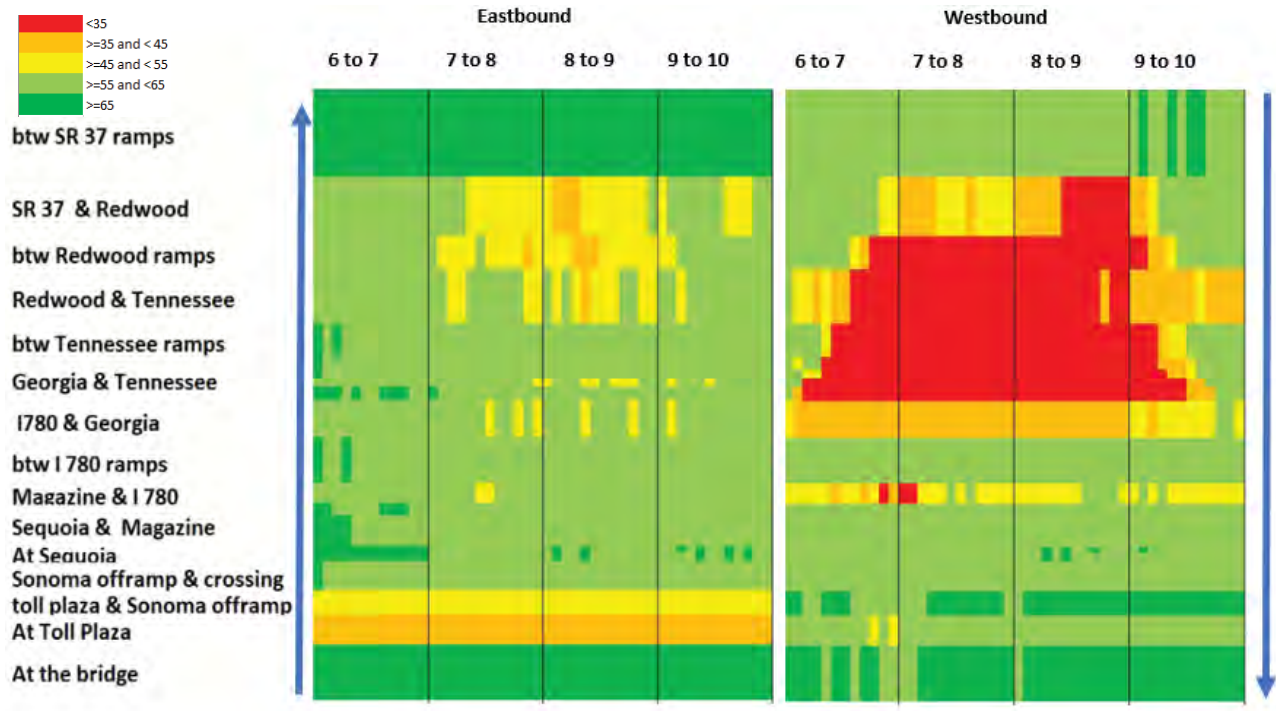 Eastbound
Westbound
<35
>=35 and < 45
>=45 and < 55
>=55 and <65
>=65
6 to 7
7 to 8
8 to 9
9 to 10
6 to 7
7 to 8
8 to 9
9 to 10
btw SR 37 ramps
SR 37 & Redwood
btw Redwood ramps
Redwood & Tennessee
btw Tennessee ramps
Georgia & Tennessee
I780 & Georgia
btw I 780 ramps
Magazine & I 780
Sequoia & Magazine
At Sequoia
Sonoma offramp & crossing
toll plaza & Sonoma offramp
At Toll Plaza
At the bridge